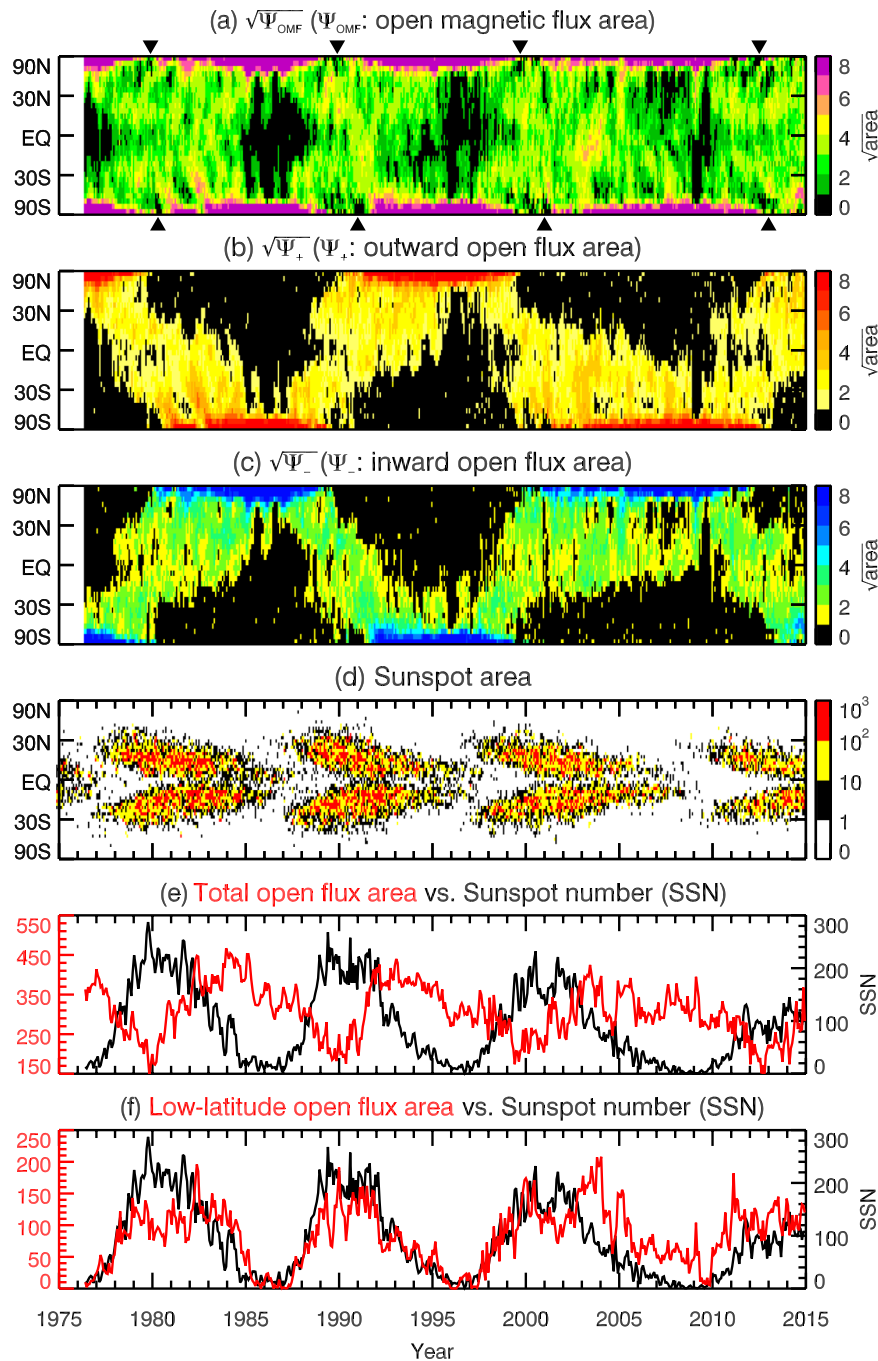 (a) √Ψ_OMF (Ψ_OMF: open magnetic flux area)
90N
30N
EQ
30S
90S
8
6
4
2
0
√area
(b) √Ψ_+ (Ψ_+: outward open flux area)
90N
30N
EQ
30S
90S
8
6
4
2
0
√area
(c) √Ψ_- (Ψ_-: inward open flux area)
90N
30N
EQ
30S
90S
8
6
4
2
0
√area
(d) Sunspot area
90N
30N
EQ
30S
90S
10³
10²
10
1
0
(e) Total open flux area vs. Sunspot number (SSN)
550
450
350
250
150
300
200
100
0
SSN
(f) Low-latitude open flux area vs. Sunspot number (SSN)
250
200
150
100
50
0
300
200
100
0
SSN
1975 1980 1985 1990 1995 2000 2005 2010 2015
Year